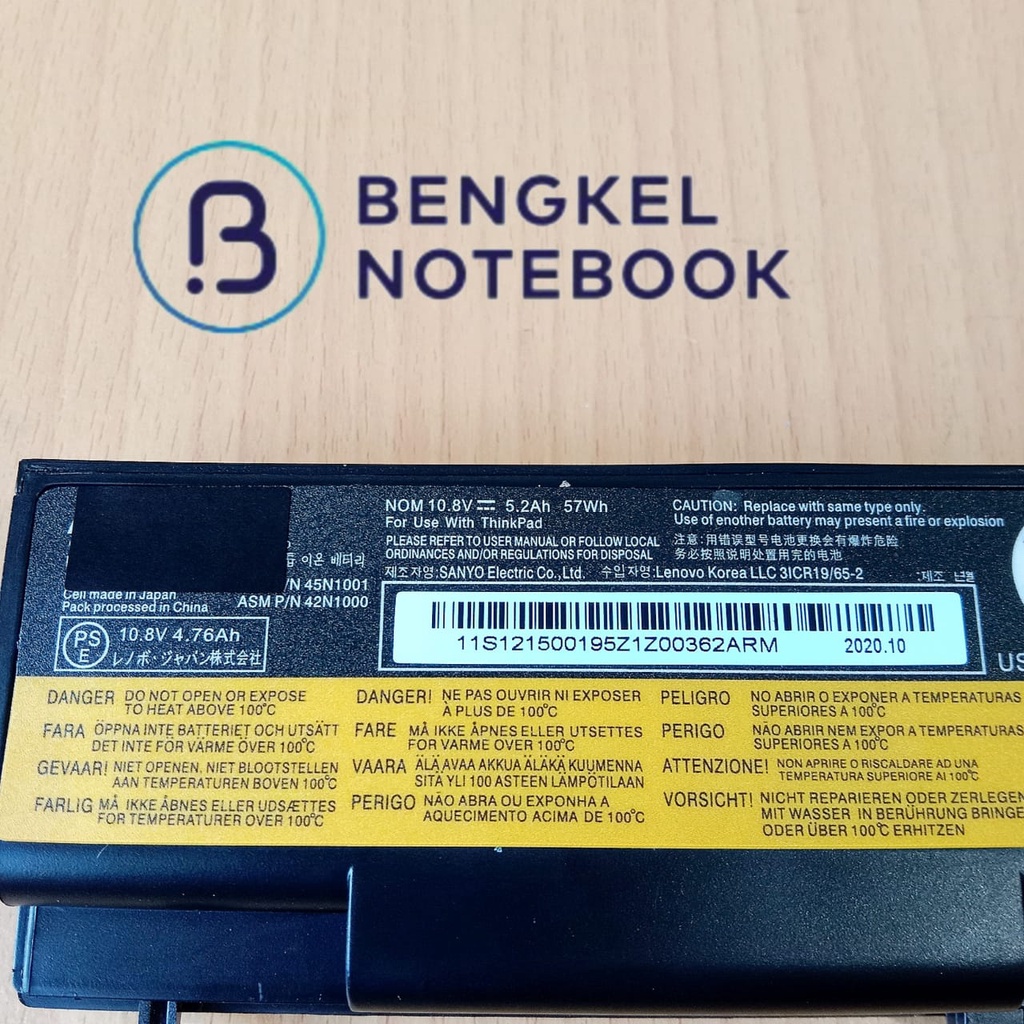 BENGKEL
NOTEBOOK
NOM 10.8V 5.2Ah 57Wh
For Use With ThinkPad
PLEASE REFER TO USER MANUAL OR FOLLOW LOCAL
ORDINANCES AND/OR REGULATIONS FOR DISPOSAL
제조자명:SANYO Electric Co.,Ltd. 수입자명:Lenovo Korea LLC 3ICR19/65-2 :제조 년월
CAUTION: Replace with same type only.
Use of another battery may present a fire or explosion
注意: 用错误型号电池更换会有爆炸危险
务必按照说明处置用完的电池
이온 배터리
/N 45N1001
ASM P/N 42N1000
Cell made in Japan
Pack processed in China
PS
E
10.8V 4.76Ah
レノボ・ジャパン株式会社
11S121500195Z1Z00362ARM 2020.10
US
DANGER DO NOT OPEN OR EXPOSE
TO HEAT ABOVE 100°C
FARA ÖPPNA INTE BATTERIET OCH UTSÄTT
DET INTE FÖR VÄRME ÖVER 100°C
GEVAAR! NIET OPENEN. NIET BLOOTSTELLEN
AAN TEMPERATUREN BOVEN 100°C
FARLIG MÅ IKKE ÅBNES ELLER UDSÆTTES
FOR TEMPERATURER OVER 100°C
DANGER! NE PAS OUVRIR NI EXPOSER
À PLUS DE 100°C
FARE MÅ IKKE ÅPNES ELLER UTSETTES
FOR VARME OVER 100°C
VAARA ÄLÄ AVAA AKKUA ÄLÄKÄ KUUMENNA
SITÄ YLI 100 ASTEEN LÄMPÖTILAAN
PERIGO NÃO ABRA OU EXPONHA A
AQUECIMENTO ACIMA DE 100°C
PELIGRO NO ABRIR O EXPONER A TEMPERATURAS
SUPERIORES A 100°C
PERIGO NÃO ABRIR NEM EXPOR A TEMPERATURAS
SUPERIORES A 100°C
ATTENZIONE! NON APRIRE O RISCALDARE AD UNA
TEMPERATURA SUPERIORE AI 100°C
VORSICHT! NICHT REPARIEREN ODER ZERLEGEN
MIT WASSER IN BERÜHRUNG BRINGE
ODER ÜBER 100°C ERHITZEN